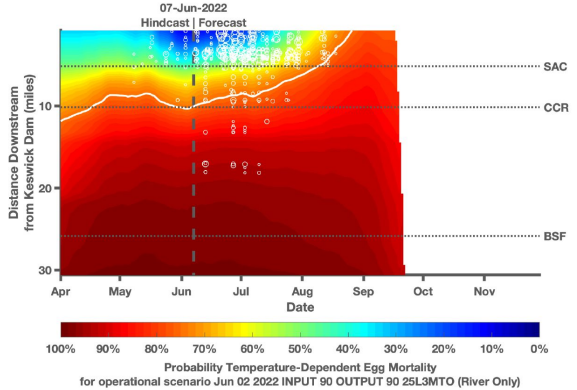 07-Jun-2022
Hindcast | Forecast
SAC
CCR
BSF
Distance Downstream
from Keswick Dam (miles)
10
20
30
Apr May Jun Jul Aug Sep Oct Nov
Date
100% 90% 80% 70% 60% 50% 40% 30% 20% 10% 0%
Probability Temperature-Dependent Egg Mortality
for operational scenario Jun 02 2022 INPUT 90 OUTPUT 90 25L3MTO (River Only)